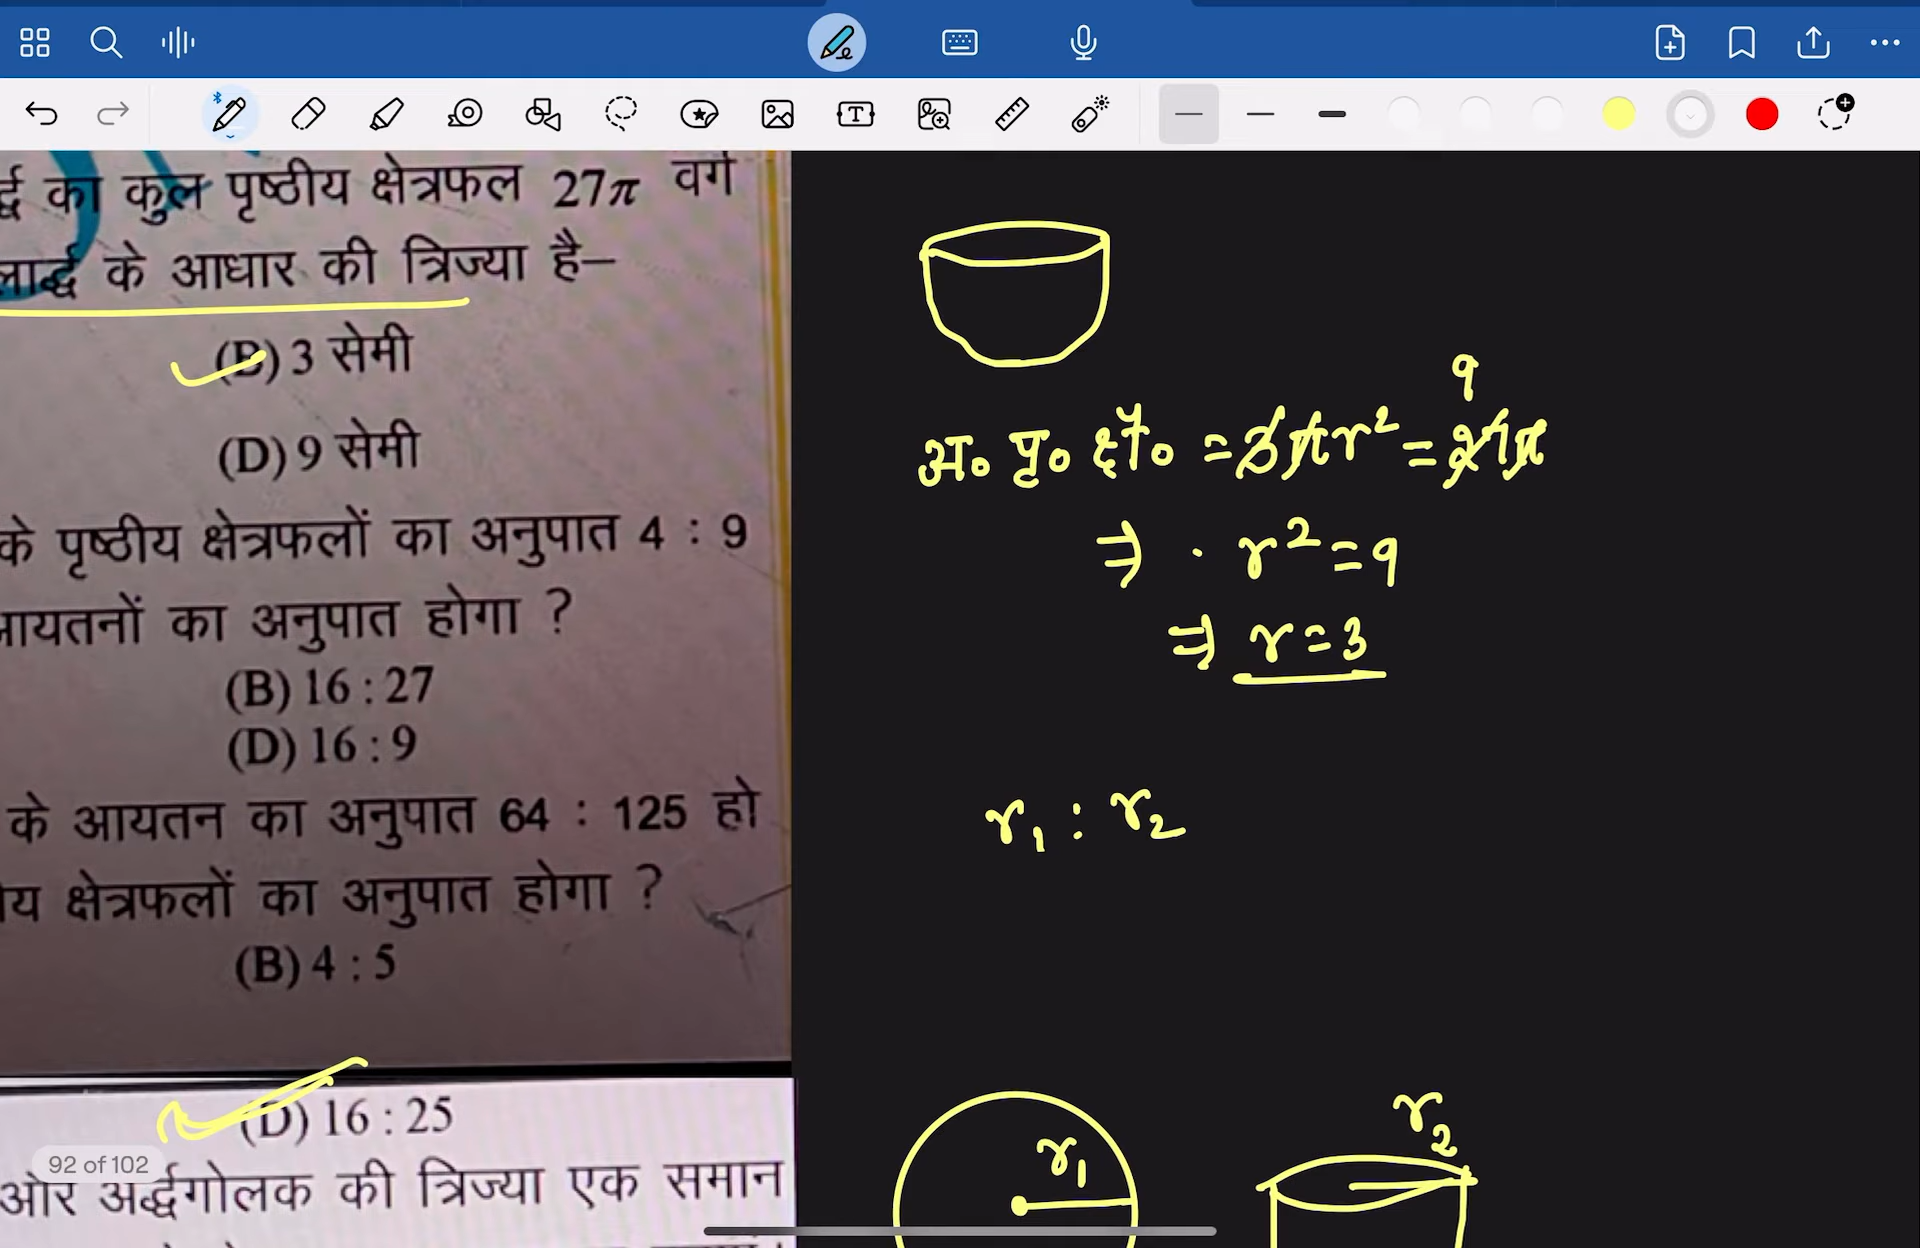 का कुल पृष्ठीय क्षेत्रफल 27π वर्ग
के आधार की त्रिज्या है–
(B) 3 सेमी
(D) 9 सेमी
के पृष्ठीय क्षेत्रफलों का अनुपात 4 : 9
आयतनों का अनुपात होगा ?
(B) 16 : 27
(D) 16 : 9
के आयतन का अनुपात 64 : 125 हो
क्षेत्रफलों का अनुपात होगा ?
(B) 4 : 5
(D) 16 : 25
92 of 102
और अर्द्धगोलक की त्रिज्या एक समान
9
पृ० = 3πr² = 27π
⇒ r² = 9
⇒ r = 3
r₁ : r₂
r₁
r₂